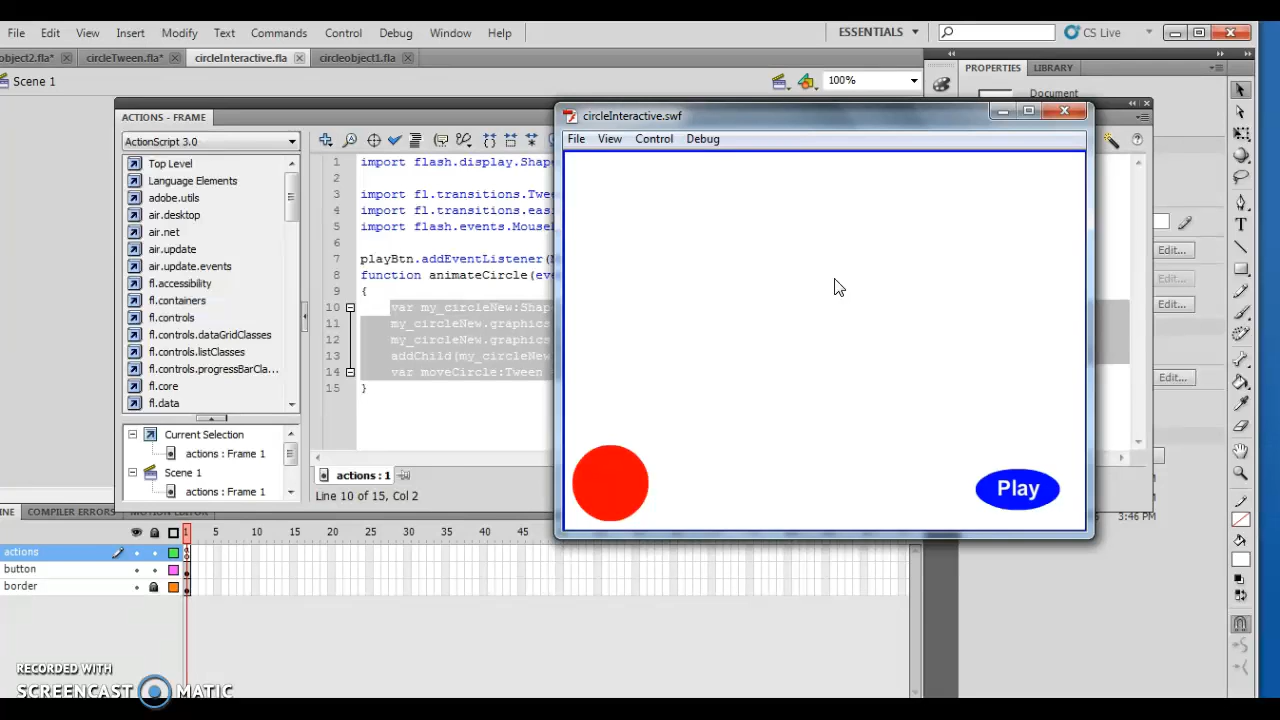 File Edit View Insert Modify Text Commands Control Debug Window Help ESSENTIALS CS Live
object2.fla* circleTween.fla* circleInteractive.fla circleobject1.fla
PROPERTIES LIBRARY
Scene 1 100%
Document
ACTIONS - FRAME
ActionScript 3.0
Top Level
Language Elements
adobe.utils
air.desktop
air.net
air.update
air.update.events
fl.accessibility
fl.containers
fl.controls
fl.controls.dataGridClasses
fl.controls.listClasses
fl.controls.progressBarCla...
fl.core
fl.data
Current Selection
actions : Frame 1
Scene 1
actions : Frame 1
1 import flash.display.Shap
3 import fl.transitions.Twe
4 import fl.transitions.eas
5 import flash.events.Mouse
6
7 playBtn.addEventListener(
8 function animateCircle(eve
9 {
10 var my_circleNew:Shap
11 my_circleNew.graphics
12 my_circleNew.graphics
13 addChild(my_circleNew
14 var moveCircle:Tween
15 }
actions : 1
Line 10 of 15, Col 2
circleInteractive.swf
File View Control Debug
Play
Edit...
Edit...
Edit...
Edit...
3:46 PM
INE COMPILER ERRORS MOTION EDITOR
1 5 10 15 20 25 30 35 40 45
actions
button
border
RECORDED WITH
SCREENCAST MATIC